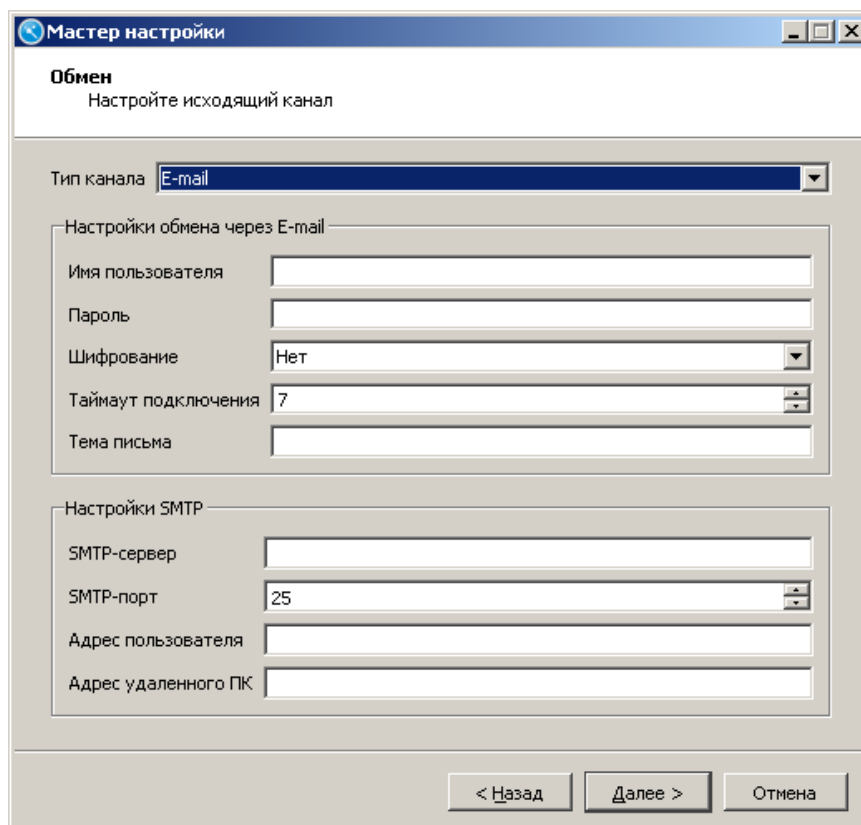 Мастер настройки
Обмен
Настройте исходящий канал
Тип канала E-mail
Настройки обмена через E-mail
Имя пользователя
Пароль
Шифрование Нет
Таймаут подключения 7
Тема письма
Настройки SMTP
SMTP-сервер
SMTP-порт 25
Адрес пользователя
Адрес удаленного ПК
< Назад Далее > Отмена